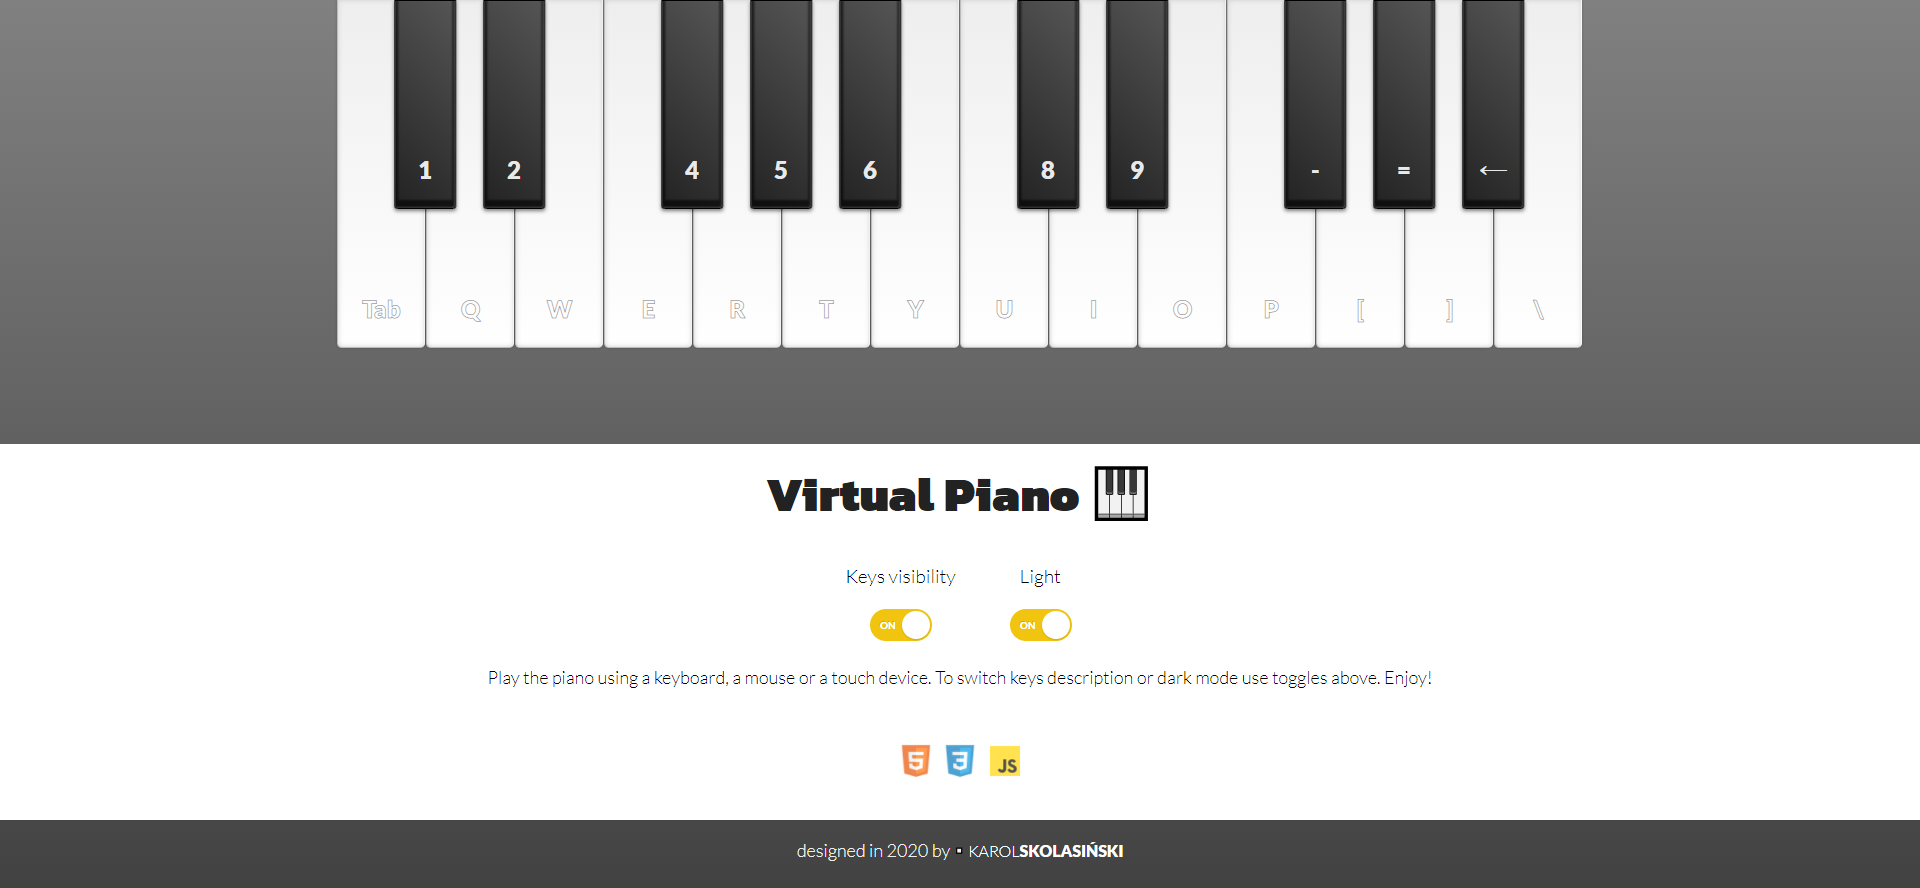 1 2 4 5 6 8 9 - = ←
Tab Q W E R T Y U I O P [ ] \
Virtual Piano
Keys visibility Light
ON ON
Play the piano using a keyboard, a mouse or a touch device. To switch keys description or dark mode use toggles above. Enjoy!
5 3 JS
designed in 2020 by ▪ KAROLSKOLASIŃSKI